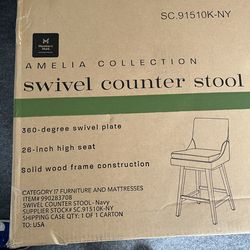 SC.91510K-NY
Member's Mark
AMELIA COLLECTION
swivel counter stool
360-degree swivel plate
26-inch high seat
Solid wood frame construction
CATEGORY 17 FURNITURE AND MATTRESSES
ITEM# 990283708
SWIVEL COUNTER STOOL- Navy
SUPPLIER STOCK# SC.91510K-NY
SHIPPING CASE QTY: 1 OF 1 CARTON
TO: USA